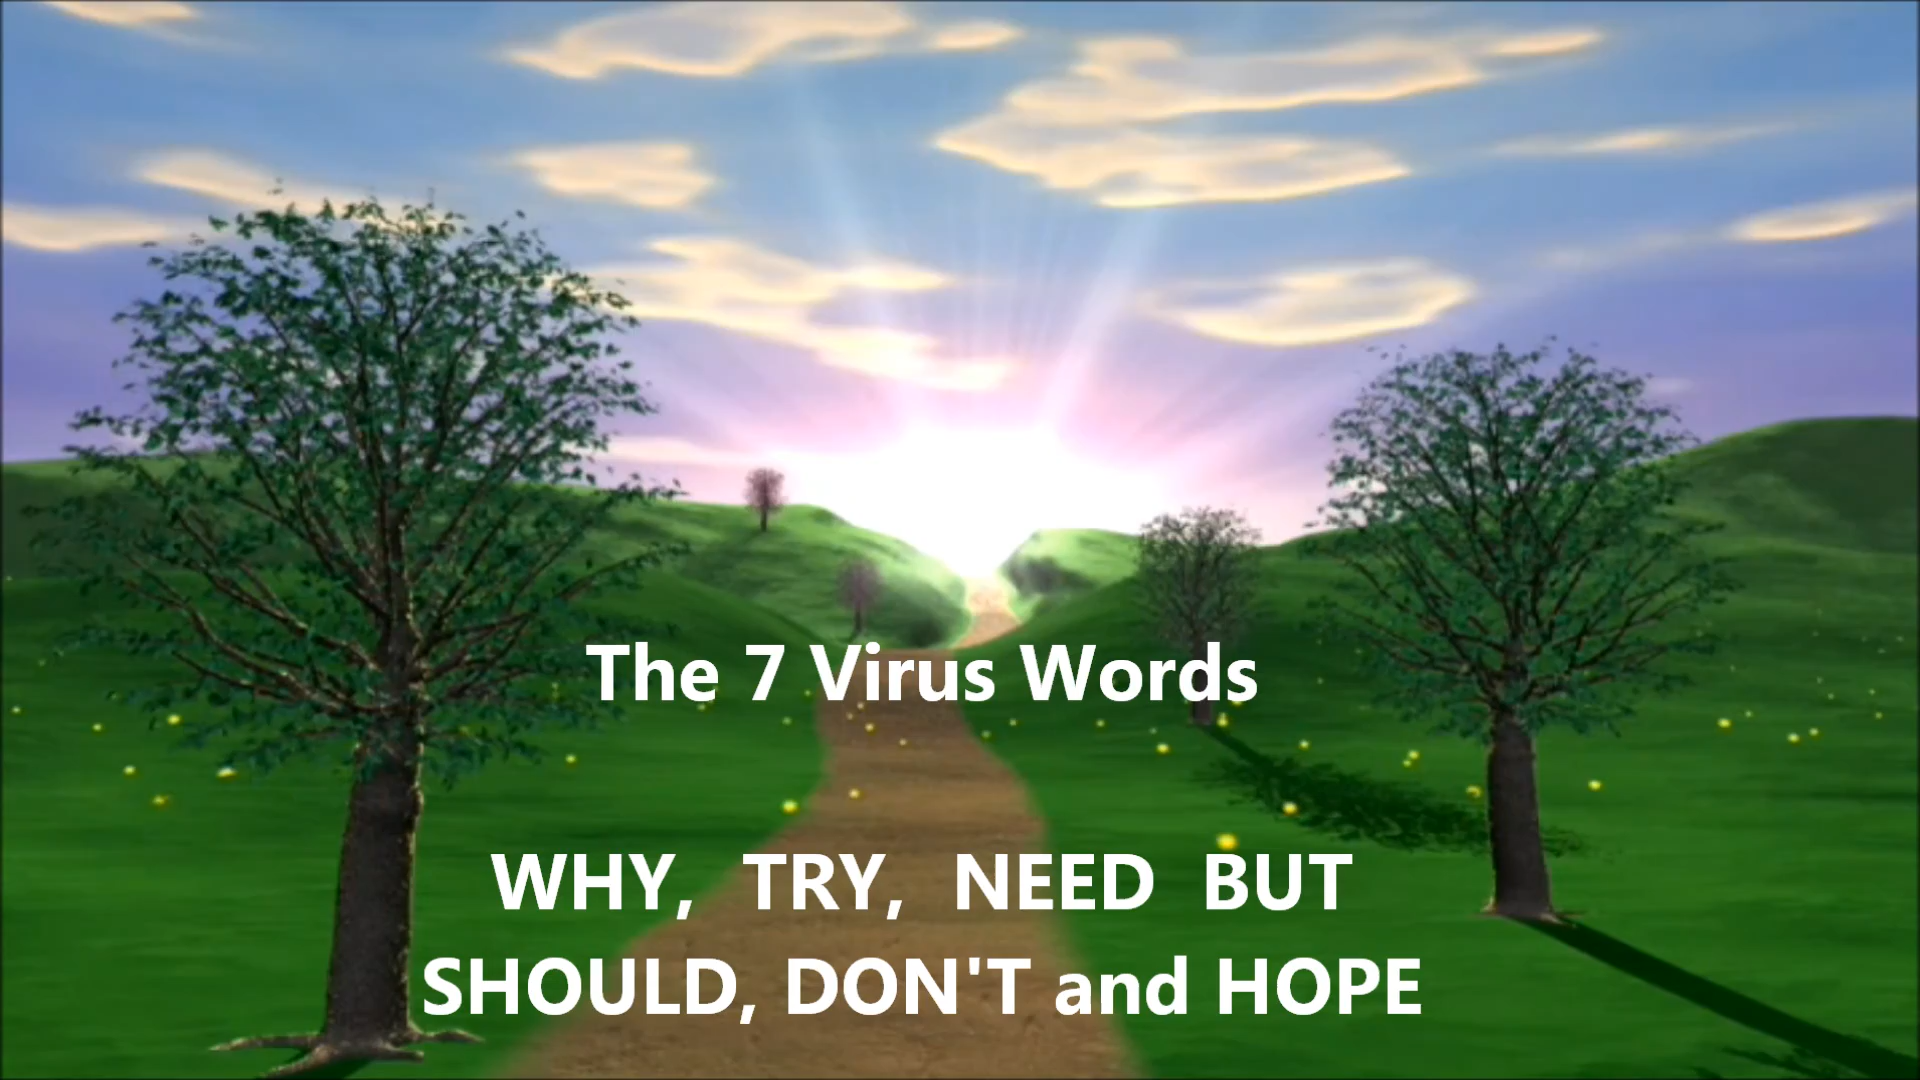 The 7 Virus Words
WHY, TRY, NEED BUT
SHOULD, DON'T and HOPE